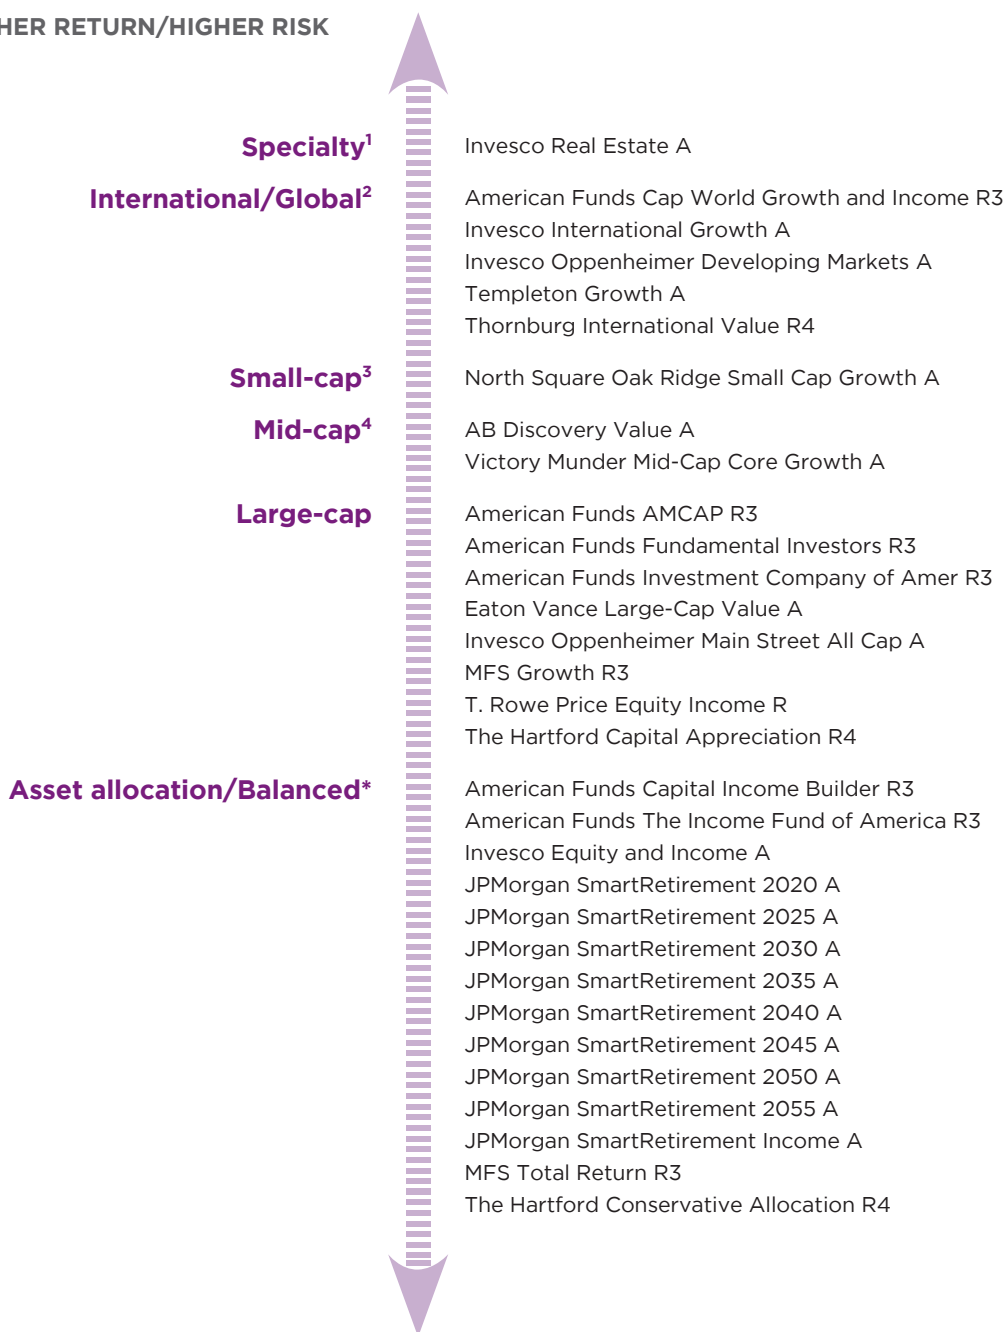 HER RETURN/HIGHER RISK
Specialty¹ Invesco Real Estate A
International/Global² American Funds Cap World Growth and Income R3
Invesco International Growth A
Invesco Oppenheimer Developing Markets A
Templeton Growth A
Thornburg International Value R4
Small-cap³ North Square Oak Ridge Small Cap Growth A
Mid-cap⁴ AB Discovery Value A
Victory Munder Mid-Cap Core Growth A
Large-cap American Funds AMCAP R3
American Funds Fundamental Investors R3
American Funds Investment Company of Amer R3
Eaton Vance Large-Cap Value A
Invesco Oppenheimer Main Street All Cap A
MFS Growth R3
T. Rowe Price Equity Income R
The Hartford Capital Appreciation R4
Asset allocation/Balanced* American Funds Capital Income Builder R3
American Funds The Income Fund of America R3
Invesco Equity and Income A
JPMorgan SmartRetirement 2020 A
JPMorgan SmartRetirement 2025 A
JPMorgan SmartRetirement 2030 A
JPMorgan SmartRetirement 2035 A
JPMorgan SmartRetirement 2040 A
JPMorgan SmartRetirement 2045 A
JPMorgan SmartRetirement 2050 A
JPMorgan SmartRetirement 2055 A
JPMorgan SmartRetirement Income A
MFS Total Return R3
The Hartford Conservative Allocation R4